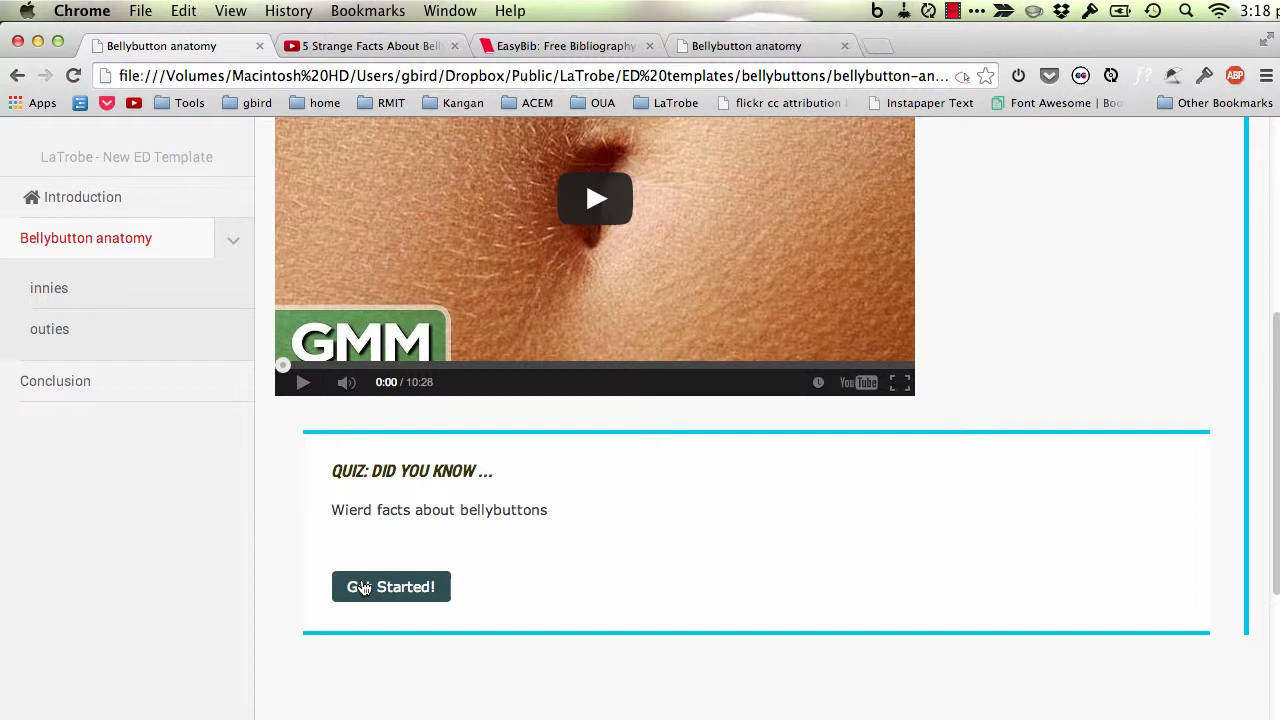 Chrome File Edit View History Bookmarks Window Help 3:18 p
Bellybutton anatomy
5 Strange Facts About Bell
EasyBib: Free Bibliography
Bellybutton anatomy
file:///Volumes/Macintosh%20HD/Users/gbird/Dropbox/Public/LaTrobe/ED%20templates/bellybuttons/bellybutton-an...
ABP
Apps Tools gbird home RMIT Kangan ACEM OUA LaTrobe flickr cc attribution Instapaper Text Font Awesome | Boo Other Bookmarks
LaTrobe - New ED Template
Introduction
Bellybutton anatomy
innies
outies
Conclusion
GMM
0:00 / 10:28
YouTube
QUIZ: DID YOU KNOW ...
Wierd facts about bellybuttons
Get Started!